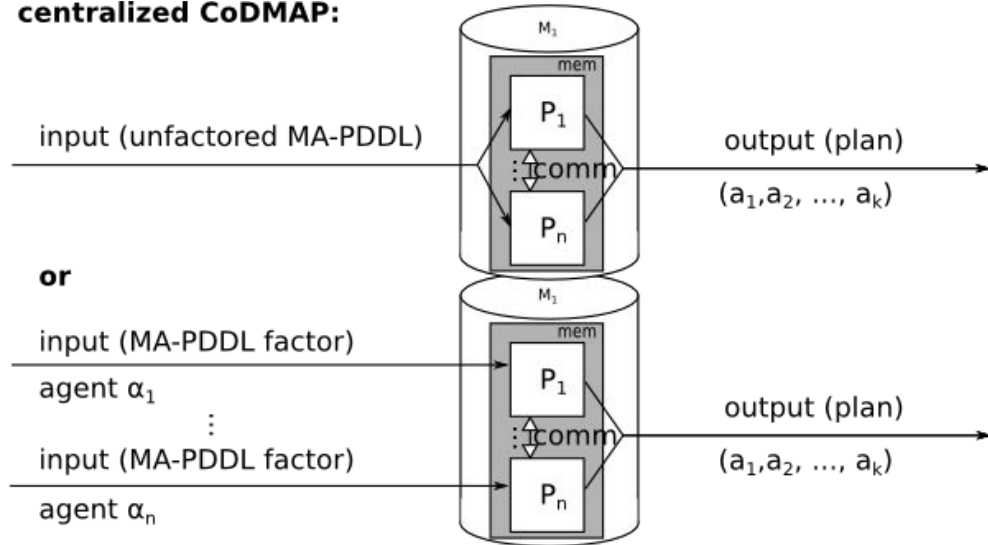 centralized CoDMAP:
M₁
mem
P₁
input (unfactored MA-PDDL)
output (plan)
⋮comm
(a₁,a₂, ..., aₖ)
Pₙ
or
M₁
mem
input (MA-PDDL factor)
P₁
agent α₁
output (plan)
⋮
⋮comm
input (MA-PDDL factor)
(a₁,a₂, ..., aₖ)
Pₙ
agent αₙ